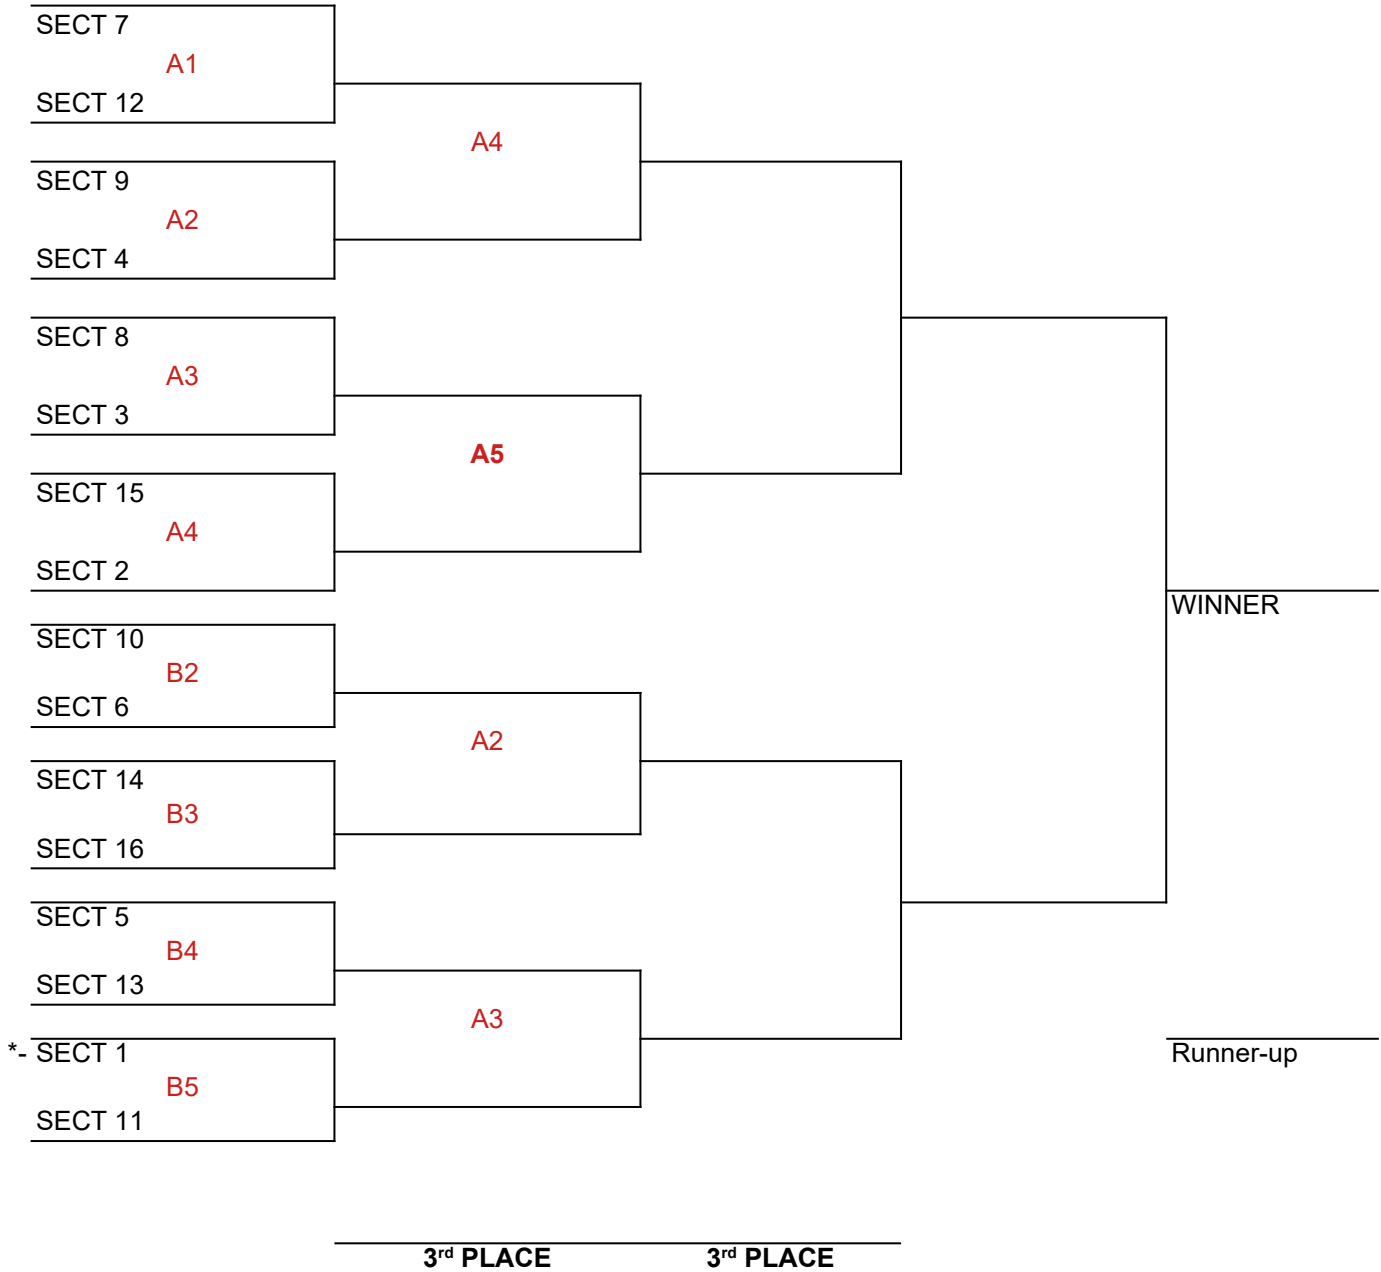 SECT 7
A1
SECT 12
A4
SECT 9
A2
SECT 4
SECT 8
A3
SECT 3
A5
SECT 15
A4
SECT 2
WINNER
SECT 10
B2
SECT 6
A2
SECT 14
B3
SECT 16
SECT 5
B4
SECT 13
A3
*- SECT 1
Runner-up
B5
SECT 11
3rd PLACE 3rd PLACE